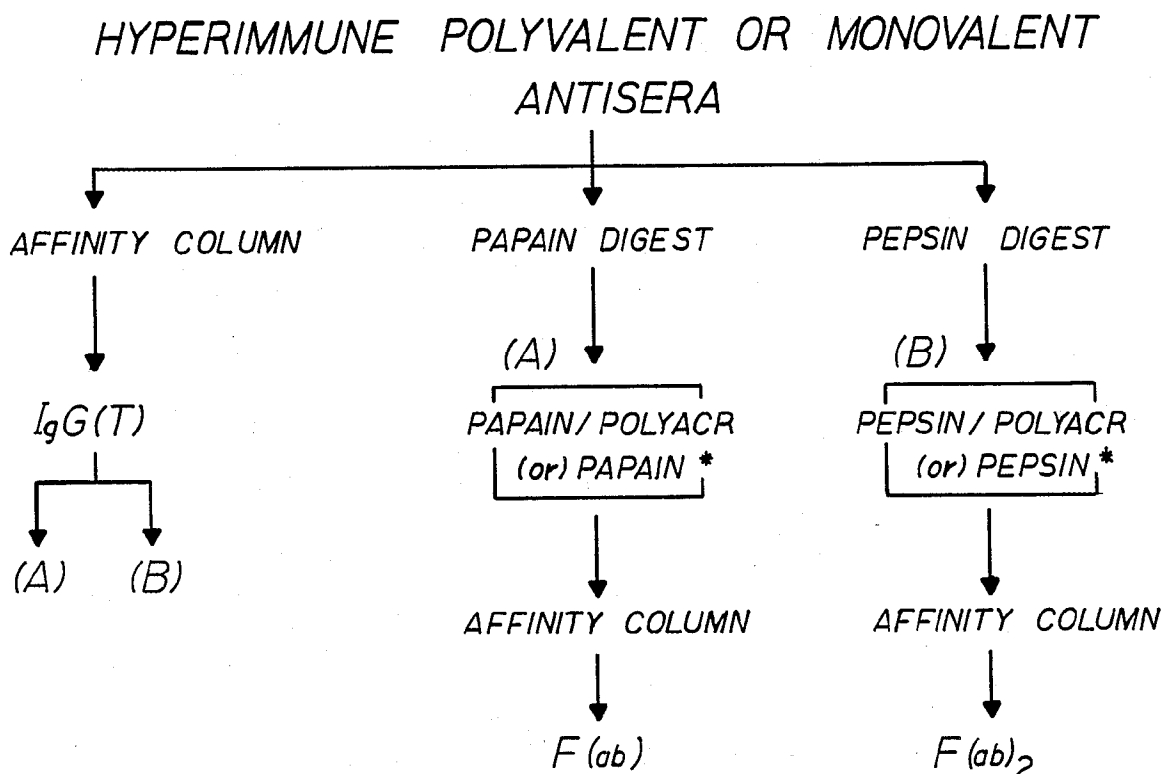 HYPERIMMUNE POLYVALENT OR MONOVALENT
ANTISERA
AFFINITY COLUMN
PAPAIN DIGEST
PEPSIN DIGEST
(A)
(B)
IgG(T)
PAPAIN/POLYACR
(or) PAPAIN *
PEPSIN/POLYACR
(or) PEPSIN *
(A)
(B)
AFFINITY COLUMN
AFFINITY COLUMN
F(ab)
F(ab)₂